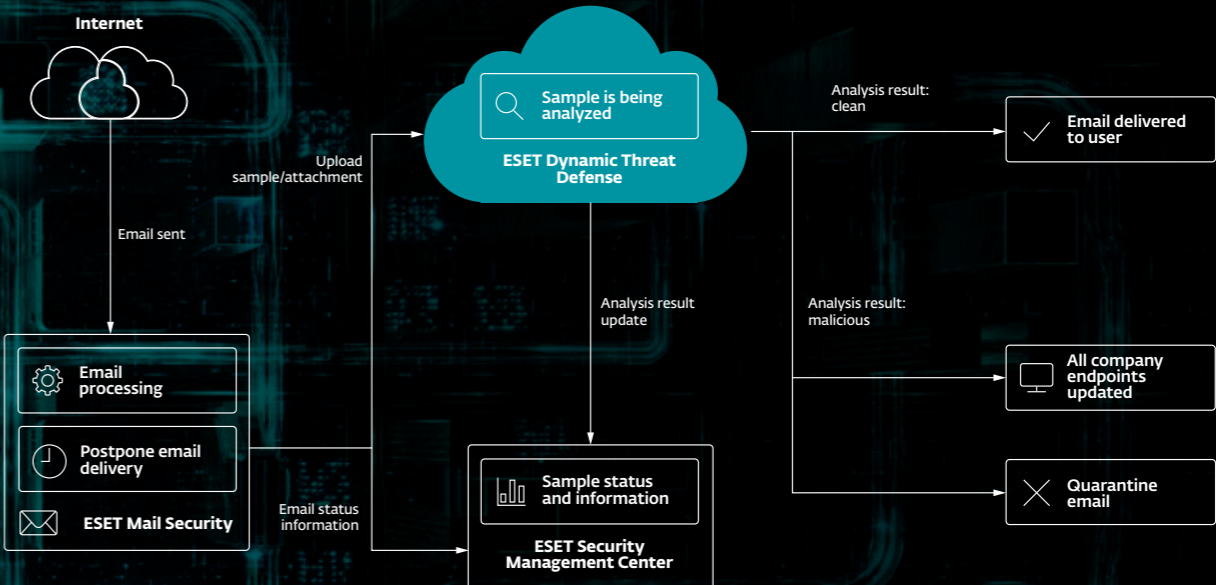 Internet
Email sent
Email
processing
Postpone email
delivery
ESET Mail Security
Upload
sample/attachment
Email status
information
Sample is being
analyzed
ESET Dynamic Threat
Defense
Analysis result
update
Sample status
and information
ESET Security
Management Center
Analysis result:
clean
Email delivered
to user
Analysis result:
malicious
All company
endpoints
updated
Quarantine
email